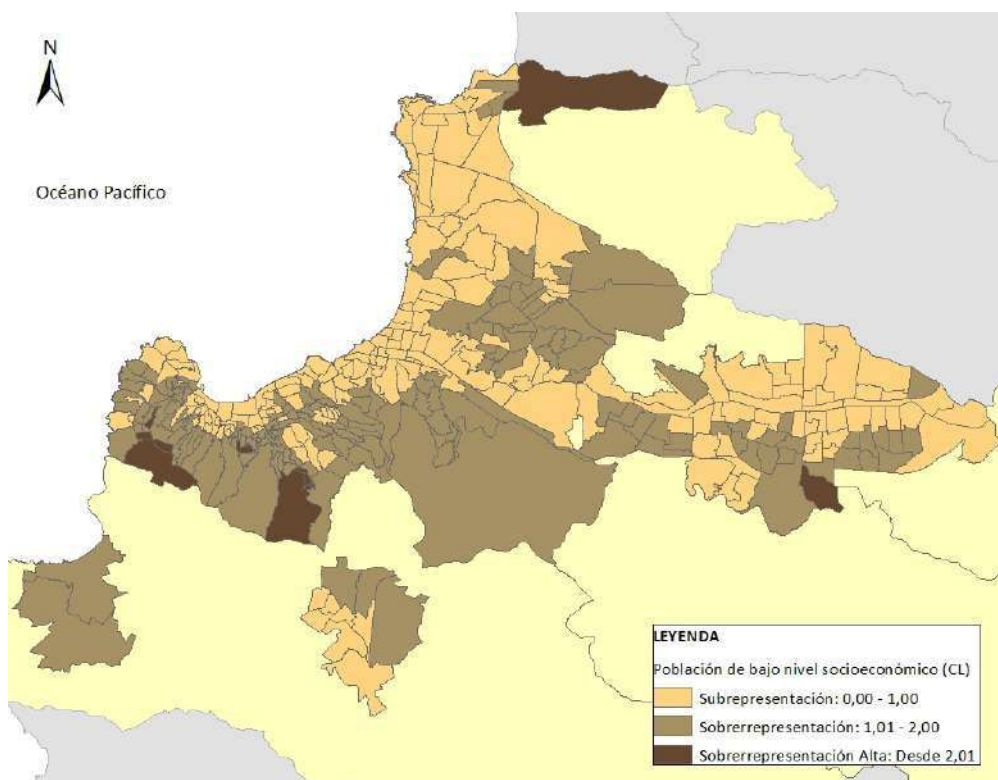 N
Océano Pacífico
LEYENDA
Población de bajo nivel socioeconómico (CL)
Subrepresentación: 0,00 - 1,00
Sobrerrepresentación: 1,01 - 2,00
Sobrerrepresentación Alta: Desde 2,01